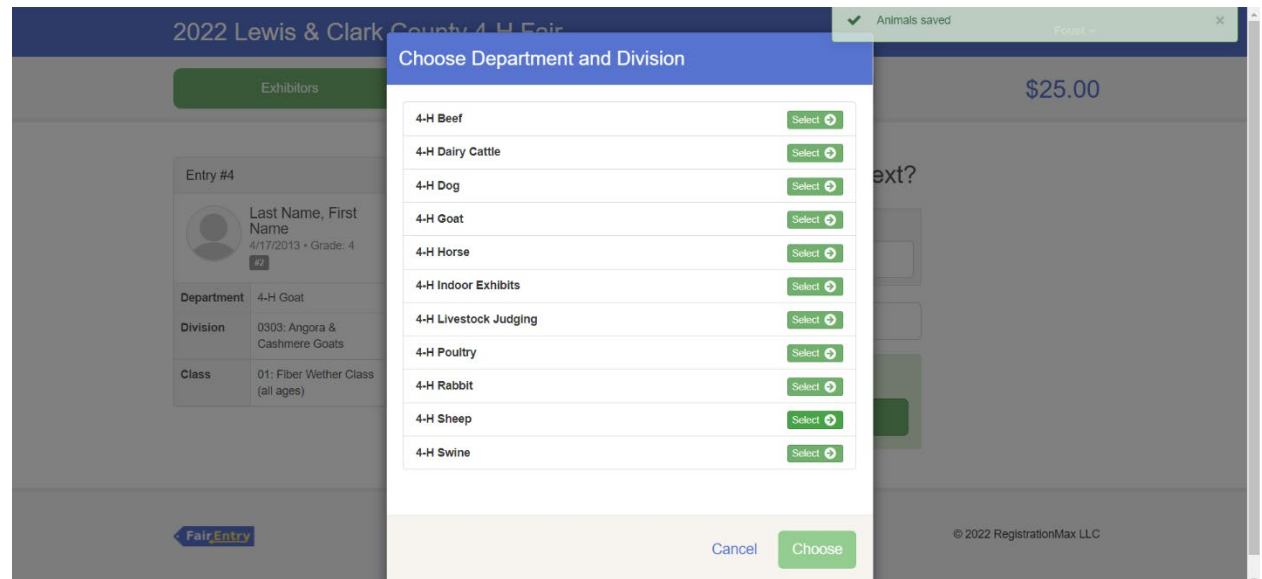 2022 Lewis & Clark County 4-H Fair
Animals saved
×
Foust
Exhibitors
$25.00
Choose Department and Division
4-H Beef Select
4-H Dairy Cattle Select
4-H Dog Select
4-H Goat Select
4-H Horse Select
4-H Indoor Exhibits Select
4-H Livestock Judging Select
4-H Poultry Select
4-H Rabbit Select
4-H Sheep Select
4-H Swine Select
Cancel
Choose
Entry #4
Last Name, First
Name
4/17/2013 • Grade: 4
#2
Department 4-H Goat
Division 0303: Angora &
Cashmere Goats
Class 01: Fiber Wether Class
(all ages)
ext?
FairEntry
© 2022 RegistrationMax LLC